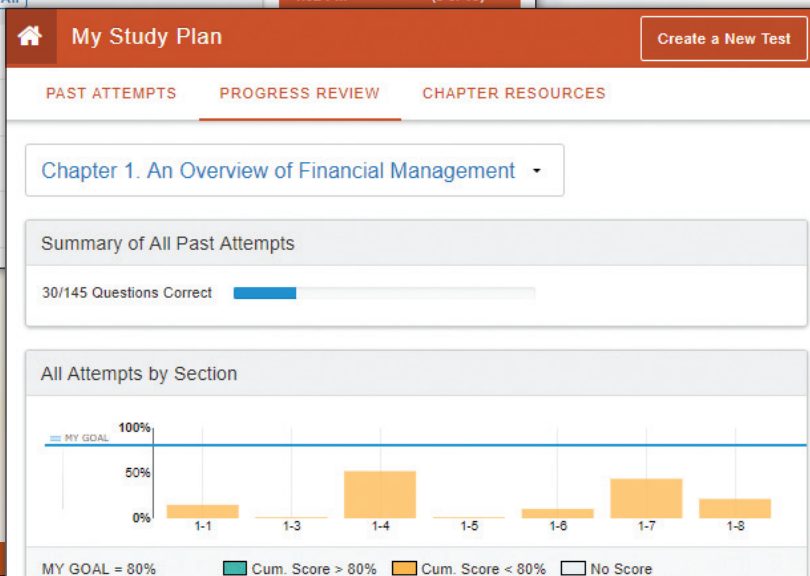 All
My Study Plan
Create a New Test
PAST ATTEMPTS PROGRESS REVIEW CHAPTER RESOURCES
Chapter 1. An Overview of Financial Management
Summary of All Past Attempts
30/145 Questions Correct
All Attempts by Section
100%
MY GOAL
50%
0%
1-1 1-3 1-4 1-5 1-6 1-7 1-8
MY GOAL = 80% Cum. Score > 80% Cum. Score < 80% No Score